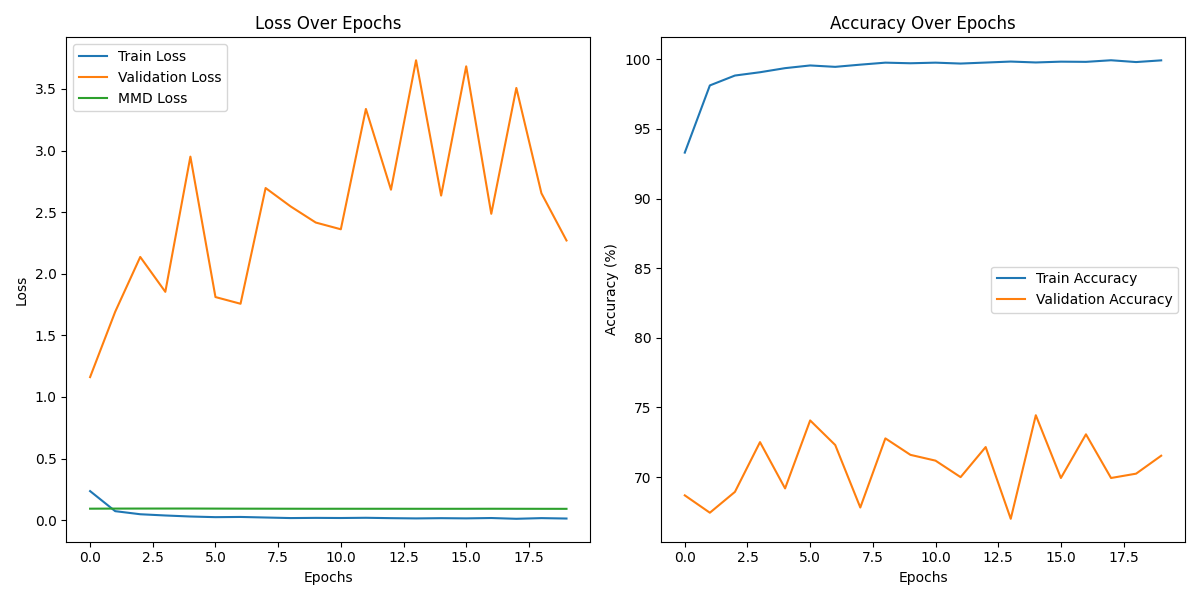 Loss Over Epochs
Train Loss
Validation Loss
MMD Loss
3.5
3.0
2.5
2.0
1.5
1.0
0.5
0.0
Loss
0.0 2.5 5.0 7.5 10.0 12.5 15.0 17.5
Epochs
Accuracy Over Epochs
100
95
90
85
80
75
70
Accuracy (%)
Train Accuracy
Validation Accuracy
0.0 2.5 5.0 7.5 10.0 12.5 15.0 17.5
Epochs